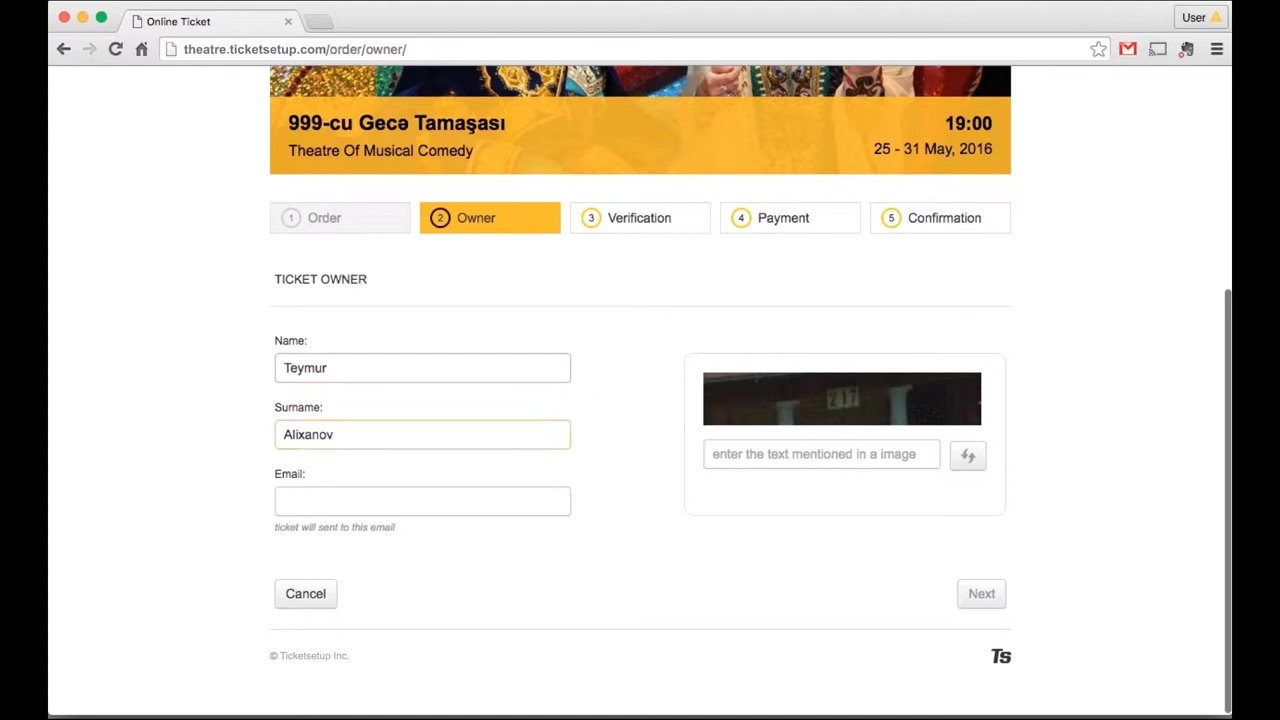 Online Ticket
User
theatre.ticketsetup.com/order/owner/
999-cu Gecə Tamaşası
19:00
Theatre Of Musical Comedy
25 - 31 May, 2016
1 Order
2 Owner
3 Verification
4 Payment
5 Confirmation
TICKET OWNER
Name:
Teymur
217
Surname:
Alixanov
enter the text mentioned in a image
Email:
ticket will sent to this email
Cancel
Next
© Ticketsetup Inc.
Ts